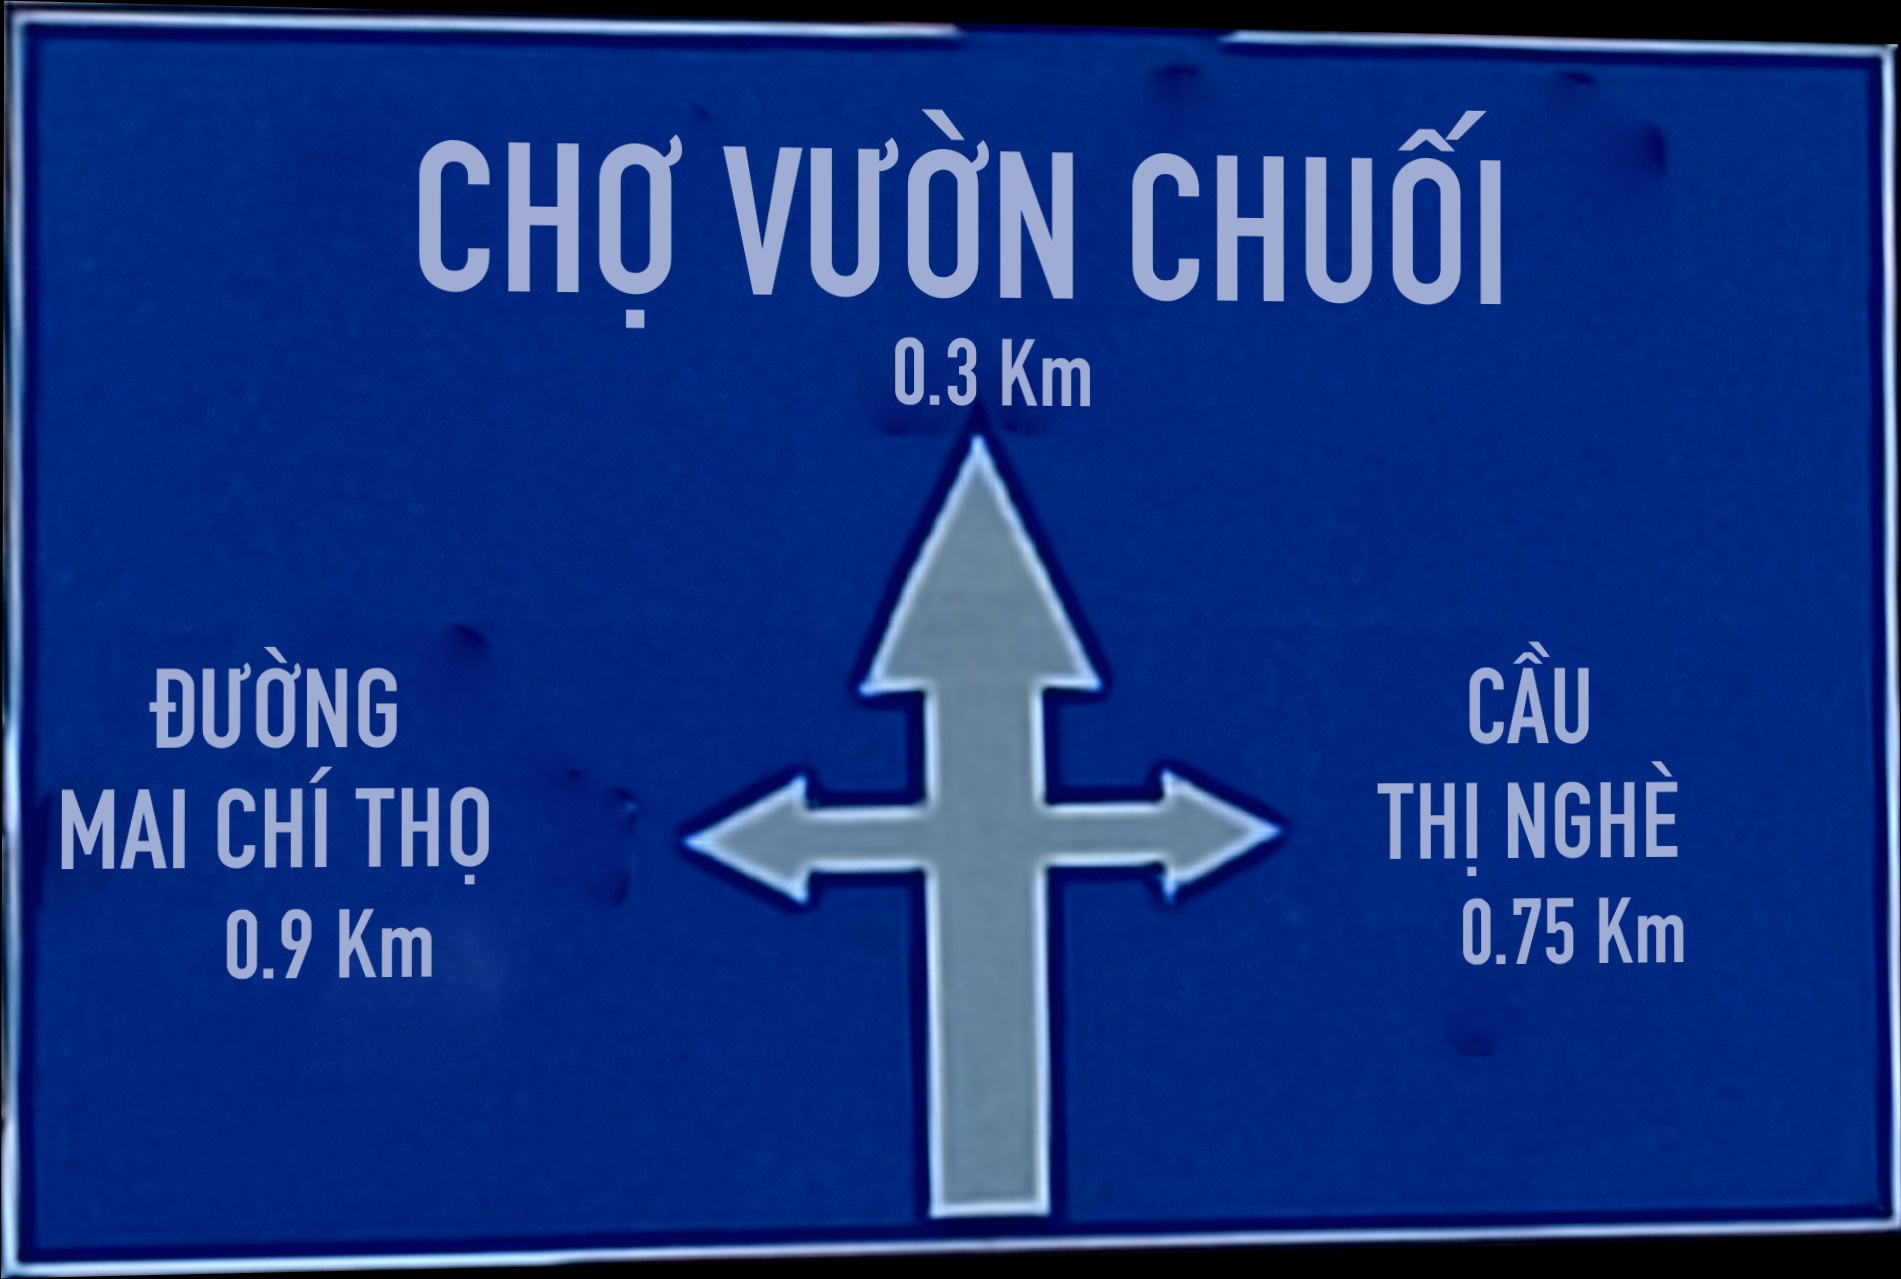 CHỢ VƯỜN CHUỐI
0.3 Km
ĐƯỜNG
MAI CHÍ THỌ
0.9 Km
CẦU
THỊ NGHÈ
0.75 Km